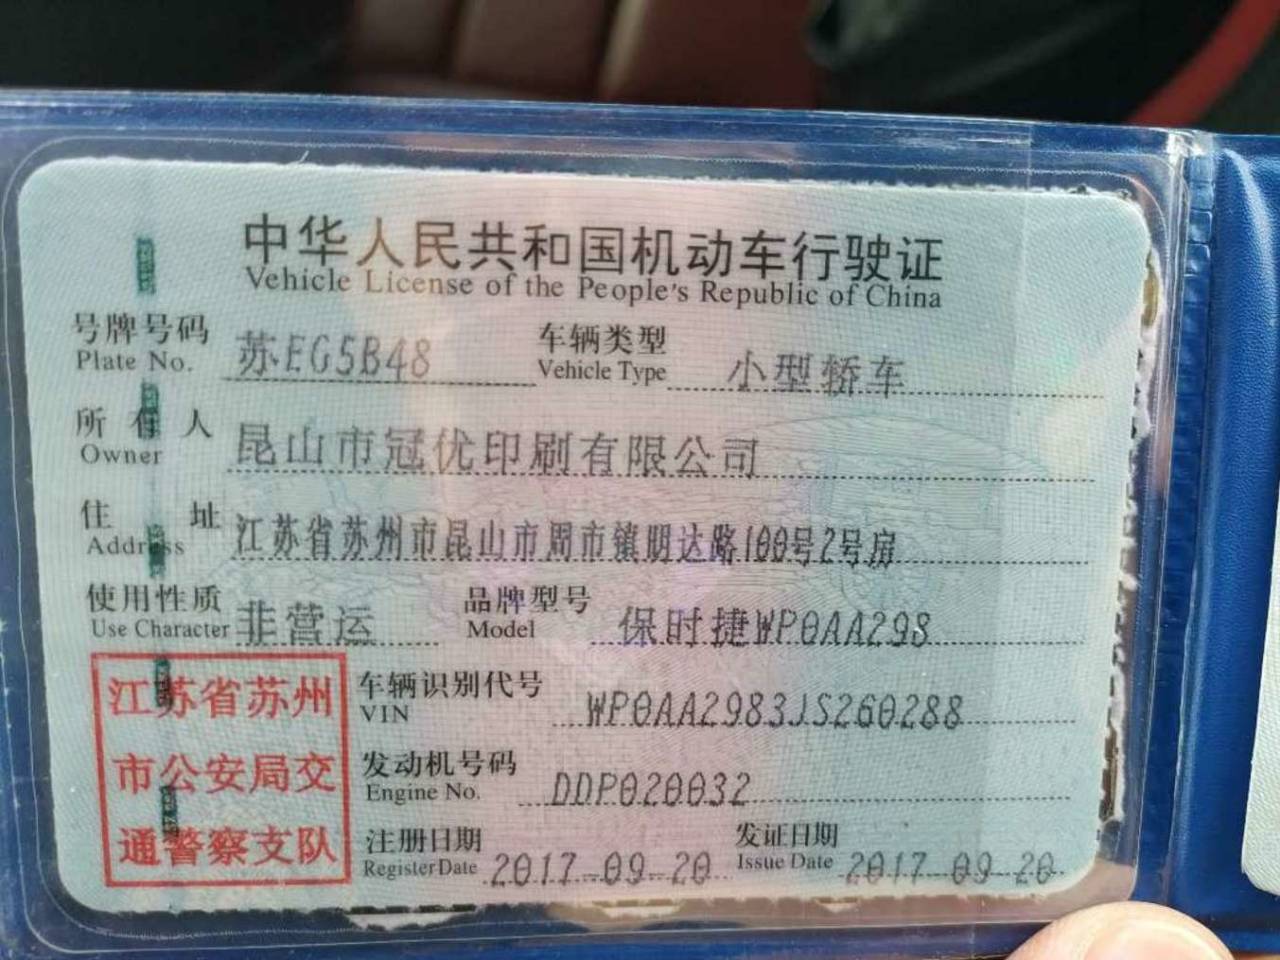 中华人民共和国机动车行驶证
Vehicle License of the People's Republic of China
号牌号码 苏EG5B48 车辆类型 小型轿车
Plate No. Vehicle Type
所有人 昆山市冠优印刷有限公司
Owner
住址 江苏省苏州市昆山市周市镇明达路100号2号房
Address
使用性质 非营运 品牌型号 保时捷WP0AA298
Use Character Model
江苏省苏州
市公安局交
通警察支队
车辆识别代号 WP0AA2983JS260288
VIN
发动机号码 DDP020032
Engine No.
注册日期 2017-09-20 发证日期 2017-09-20
Register Date Issue Date